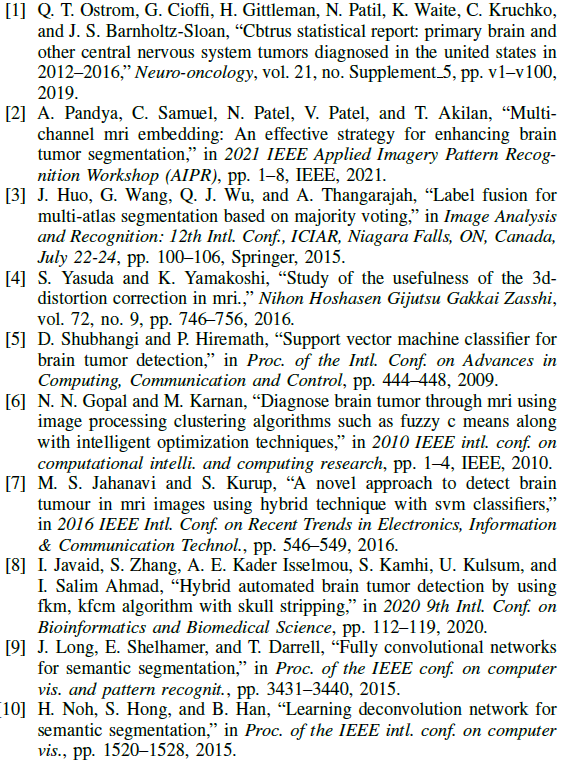 [1] Q. T. Ostrom, G. Cioffi, H. Gittleman, N. Patil, K. Waite, C. Kruchko,
and J. S. Barnholtz-Sloan, “Cbtrus statistical report: primary brain and
other central nervous system tumors diagnosed in the united states in
2012–2016,” Neuro-oncology, vol. 21, no. Supplement_5, pp. v1–v100,
2019.
[2] A. Pandya, C. Samuel, N. Patel, V. Patel, and T. Akilan, “Multi-
channel mri embedding: An effective strategy for enhancing brain
tumor segmentation,” in 2021 IEEE Applied Imagery Pattern Recog-
nition Workshop (AIPR), pp. 1–8, IEEE, 2021.
[3] J. Huo, G. Wang, Q. J. Wu, and A. Thangarajah, “Label fusion for
multi-atlas segmentation based on majority voting,” in Image Analysis
and Recognition: 12th Intl. Conf., ICIAR, Niagara Falls, ON, Canada,
July 22-24, pp. 100–106, Springer, 2015.
[4] S. Yasuda and K. Yamakoshi, “Study of the usefulness of the 3d-
distortion correction in mri.,” Nihon Hoshasen Gijutsu Gakkai Zasshi,
vol. 72, no. 9, pp. 746–756, 2016.
[5] D. Shubhangi and P. Hiremath, “Support vector machine classifier for
brain tumor detection,” in Proc. of the Intl. Conf. on Advances in
Computing, Communication and Control, pp. 444–448, 2009.
[6] N. N. Gopal and M. Karnan, “Diagnose brain tumor through mri using
image processing clustering algorithms such as fuzzy c means along
with intelligent optimization techniques,” in 2010 IEEE intl. conf. on
computational intelli. and computing research, pp. 1–4, IEEE, 2010.
[7] M. S. Jahanavi and S. Kurup, “A novel approach to detect brain
tumour in mri images using hybrid technique with svm classifiers,”
in 2016 IEEE Intl. Conf. on Recent Trends in Electronics, Information
& Communication Technol., pp. 546–549, 2016.
[8] I. Javaid, S. Zhang, A. E. Kader Isselmou, S. Kamhi, U. Kulsum, and
I. Salim Ahmad, “Hybrid automated brain tumor detection by using
fkm, kfcm algorithm with skull stripping,” in 2020 9th Intl. Conf. on
Bioinformatics and Biomedical Science, pp. 112–119, 2020.
[9] J. Long, E. Shelhamer, and T. Darrell, “Fully convolutional networks
for semantic segmentation,” in Proc. of the IEEE conf. on computer
vis. and pattern recognit., pp. 3431–3440, 2015.
10] H. Noh, S. Hong, and B. Han, “Learning deconvolution network for
semantic segmentation,” in Proc. of the IEEE intl. conf. on computer
vis., pp. 1520–1528, 2015.